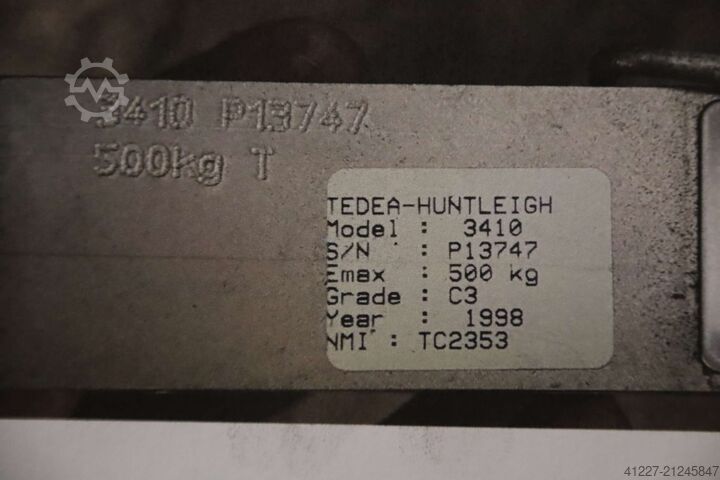 3410 P13747
500kg T
TEDEA-HUNTLEIGH
Model : 3410
S/N : P13747
Emax : 500 kg
Grade : C3
Year : 1998
NMI : TC2353
41227-21245847